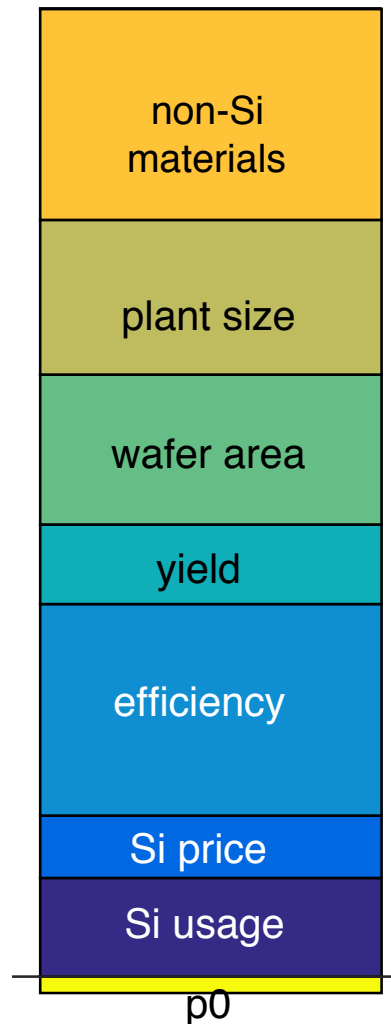 non-Si
materials
plant size
wafer area
yield
efficiency
Si price
Si usage
p0